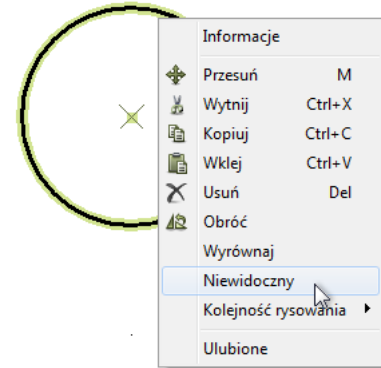 Informacje
Przesuń M
Wytnij Ctrl+X
Kopiuj Ctrl+C
Wklej Ctrl+V
Usuń Del
Obróć
Wyrównaj
Niewidoczny
Kolejność rysowania
Ulubione